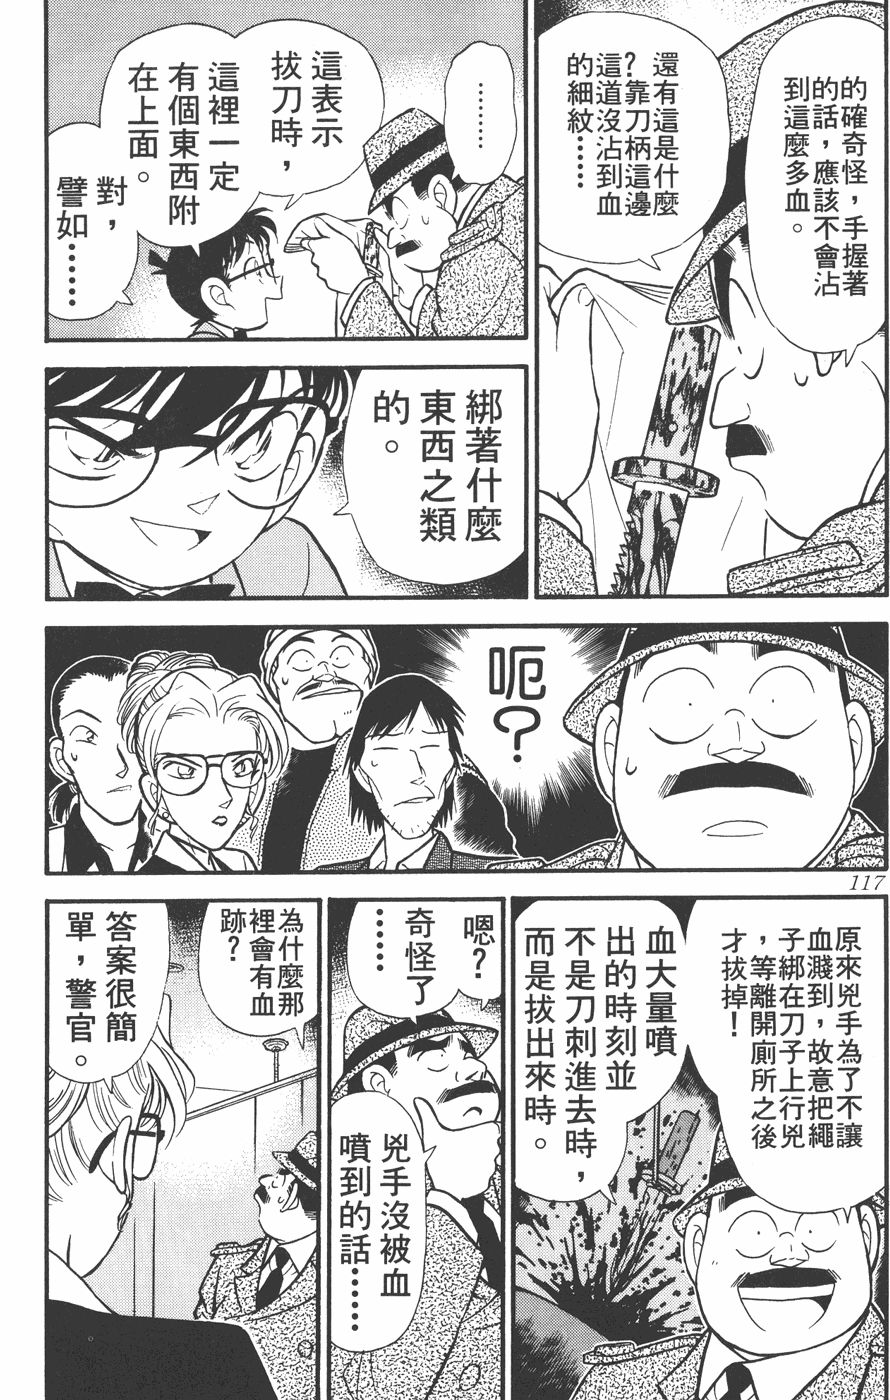 的確奇怪，手握著
的話，應該不會沾
到這麼多血。
還有這是什麼
？靠刀柄這邊
這道沒沾到血
的細紋……
………
這表示
拔刀時，
這裡一定
有個東西附
在上面。
對，
譬如……
綁著什麼
東西之類
的。
呃？
117
原來兇手為了不讓
血濺到，故意把繩
子綁在刀子上行兇
，等離開廁所之後
才拔掉！
血大量噴
出的時刻並
不是刀刺進去時，
而是拔出來時。
嗯？
奇怪了
……
兇手沒被血
噴到的話……
為什麼那
裡會有血
跡？
答案很簡
單，警官。